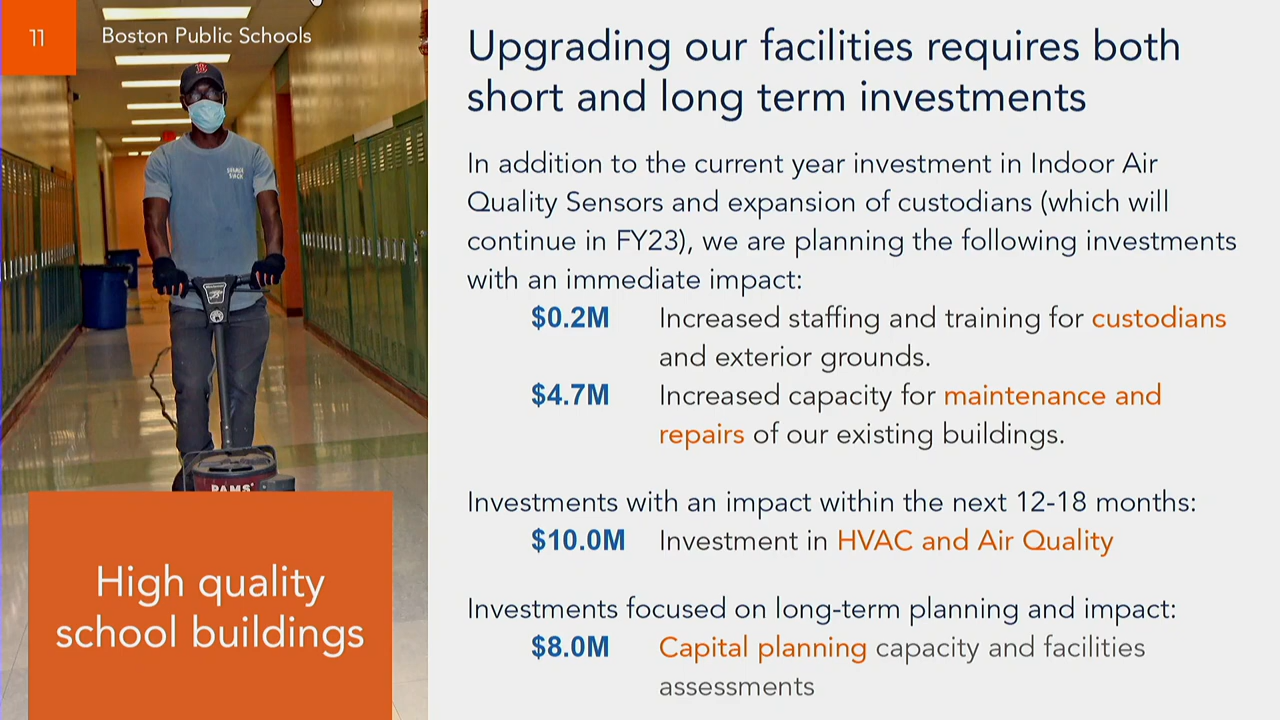 11
Boston Public Schools
Upgrading our facilities requires both
short and long term investments
In addition to the current year investment in Indoor Air
Quality Sensors and expansion of custodians (which will
continue in FY23), we are planning the following investments
with an immediate impact:
$0.2M Increased staffing and training for custodians
and exterior grounds.
$4.7M Increased capacity for maintenance and
repairs of our existing buildings.
Investments with an impact within the next 12-18 months:
$10.0M Investment in HVAC and Air Quality
Investments focused on long-term planning and impact:
$8.0M Capital planning capacity and facilities
assessments
High quality
school buildings